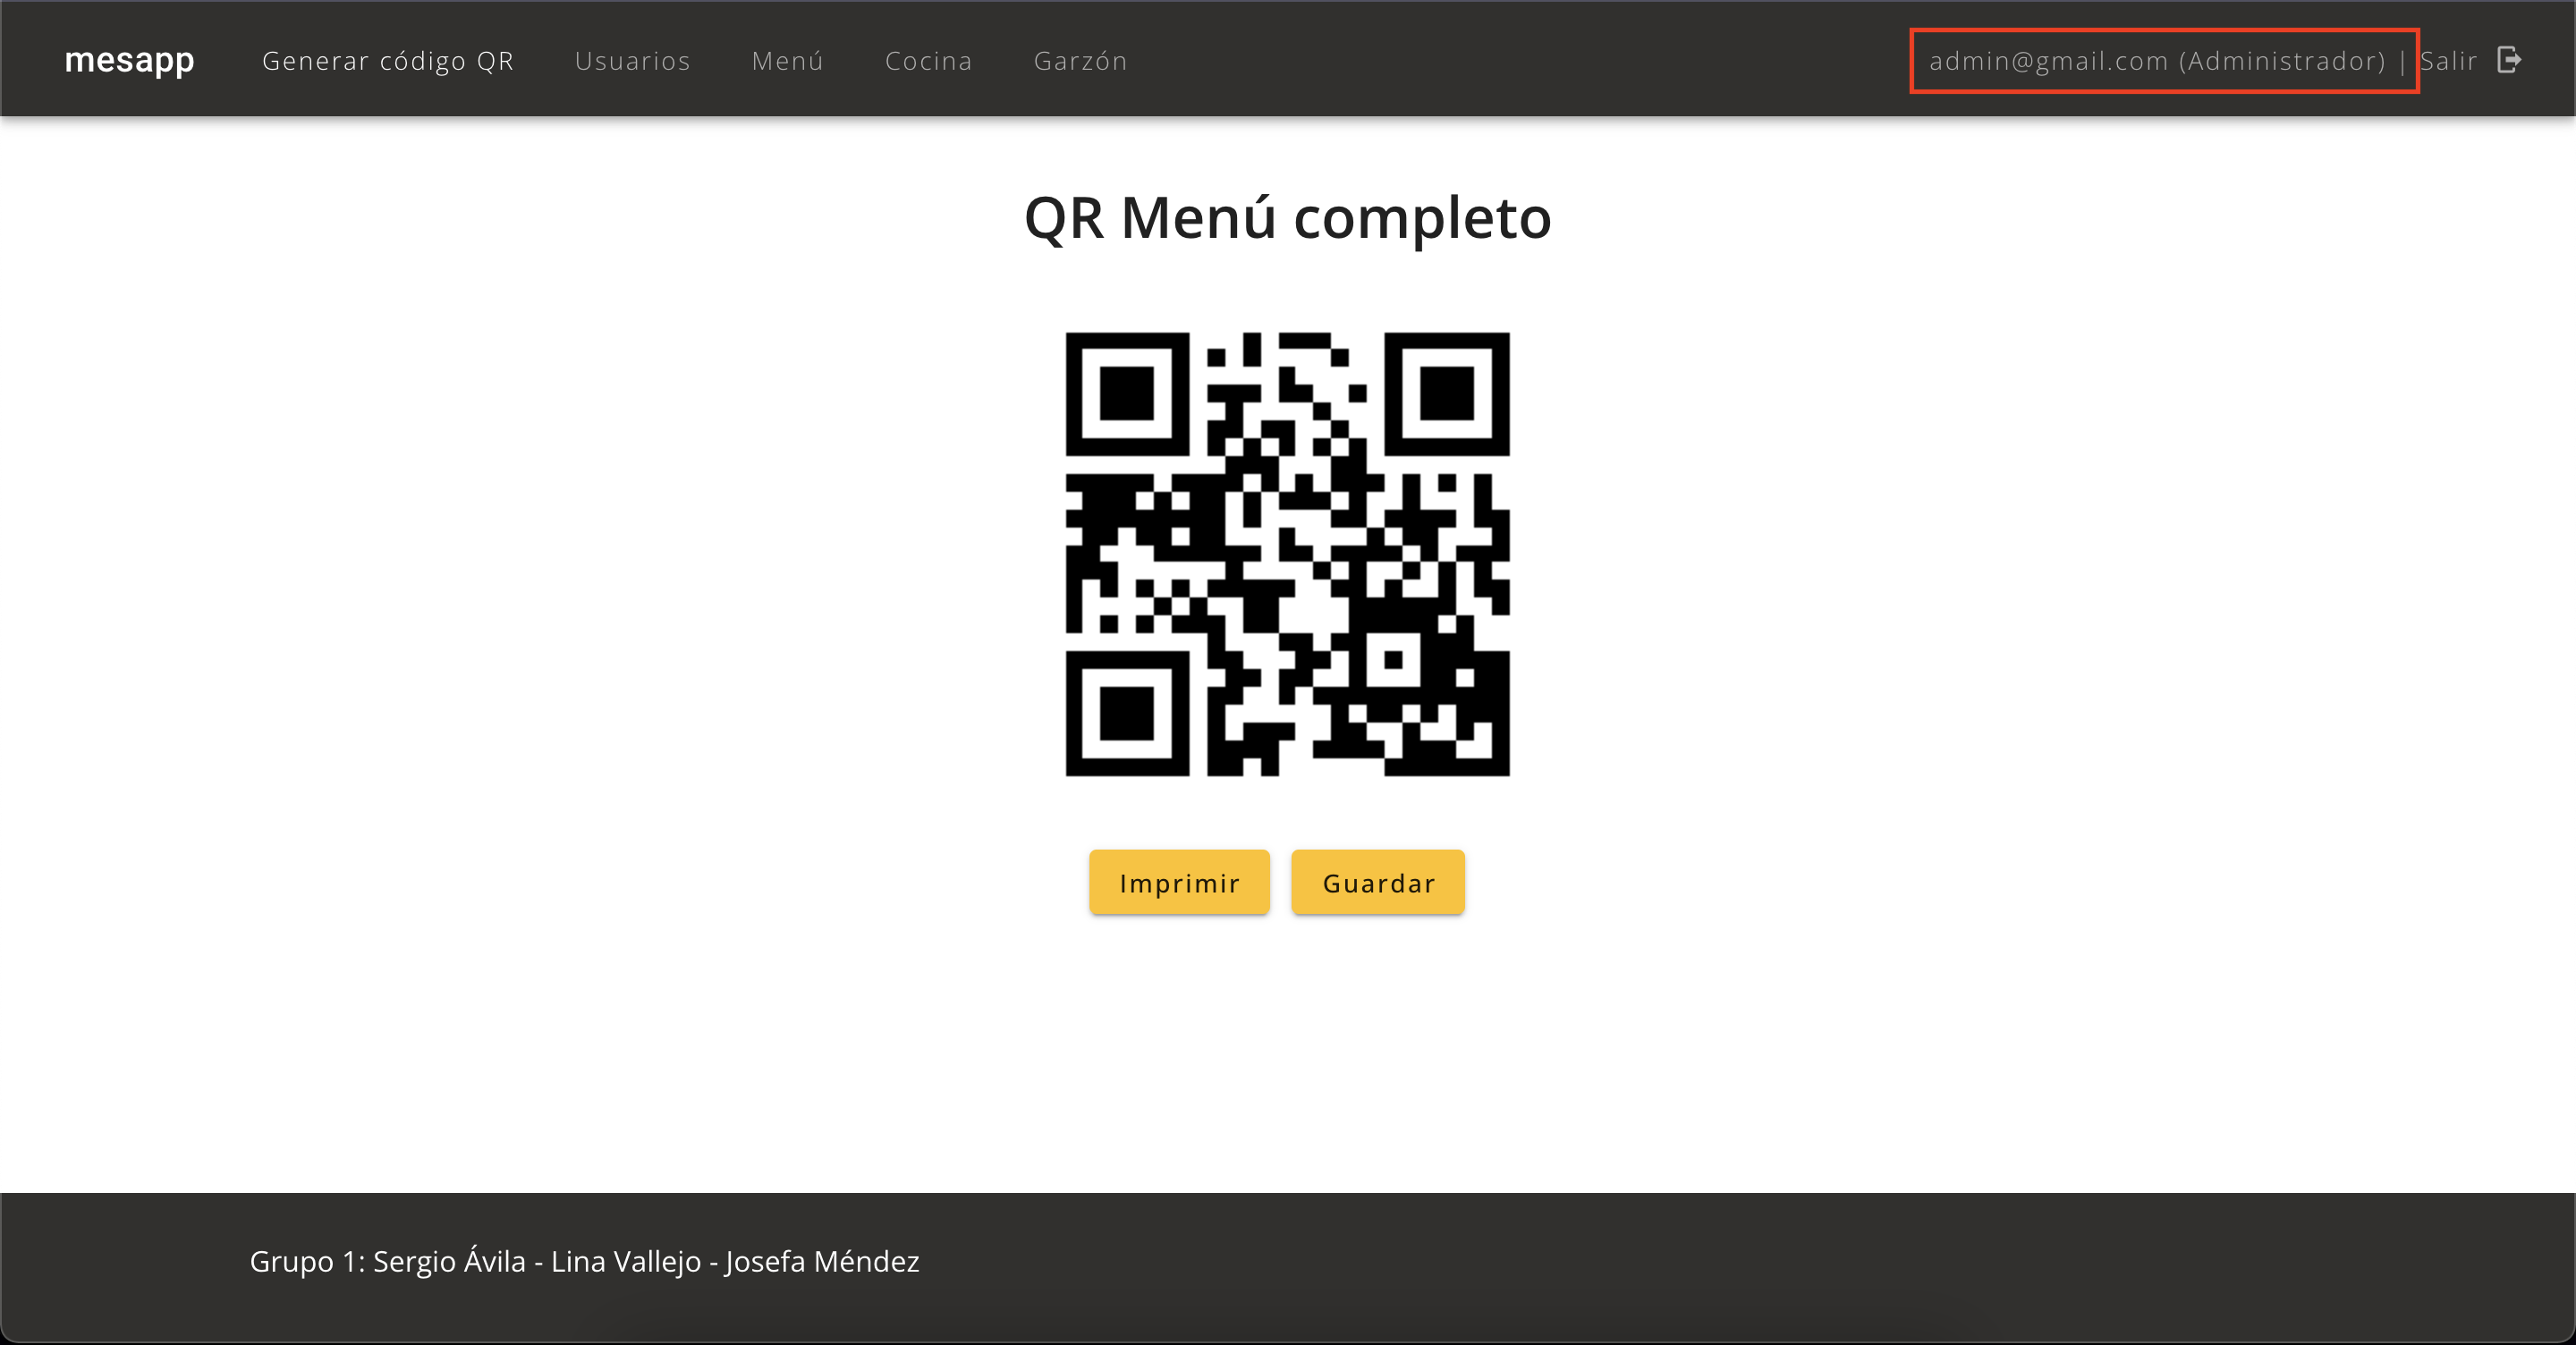 mesapp Generar código QR Usuarios Menú Cocina Garzón admin@gmail.com (Administrador) | Salir
QR Menú completo
Imprimir Guardar
Grupo 1: Sergio Ávila - Lina Vallejo - Josefa Méndez